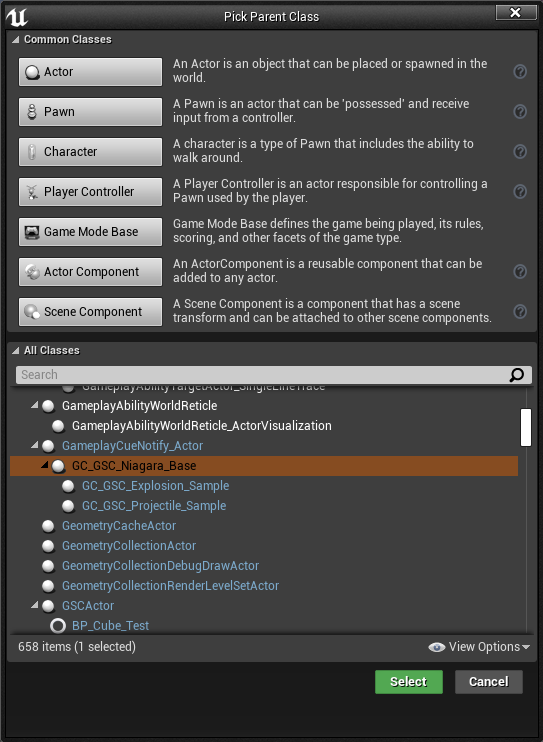 Pick Parent Class
Common Classes
Actor
An Actor is an object that can be placed or spawned in the
world.
Pawn
A Pawn is an actor that can be 'possessed' and receive
input from a controller.
Character
A character is a type of Pawn that includes the ability to
walk around.
Player Controller
A Player Controller is an actor responsible for controlling a
Pawn used by the player.
Game Mode Base
Game Mode Base defines the game being played, its rules,
scoring, and other facets of the game type.
Actor Component
An ActorComponent is a reusable component that can be
added to any actor.
Scene Component
A Scene Component is a component that has a scene
transform and can be attached to other scene components.
All Classes
Search
GameplayAbilityTargetActor_SingleLineTrace
GameplayAbilityWorldReticle
GameplayAbilityWorldReticle_ActorVisualization
GameplayCueNotify_Actor
GC_GSC_Niagara_Base
GC_GSC_Explosion_Sample
GC_GSC_Projectile_Sample
GeometryCacheActor
GeometryCollectionActor
GeometryCollectionDebugDrawActor
GeometryCollectionRenderLevelSetActor
GSCActor
BP_Cube_Test
658 items (1 selected)
View Options
Select
Cancel